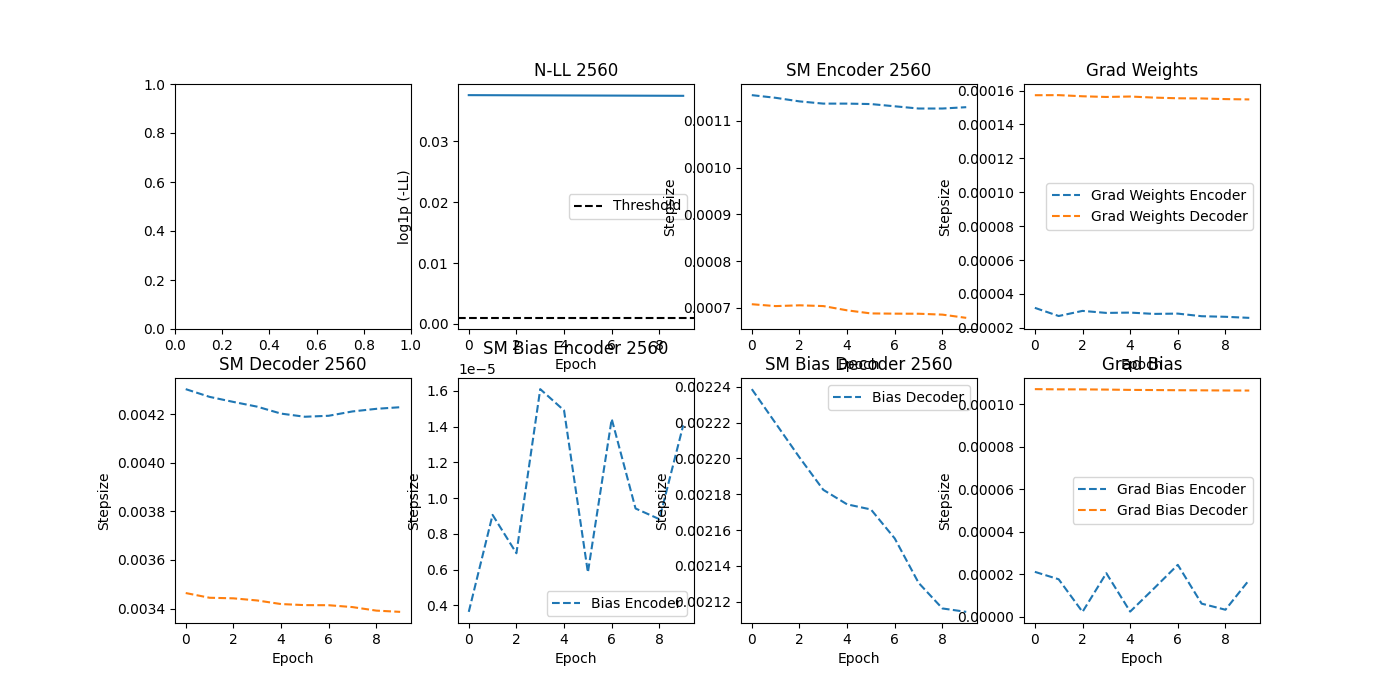 N-LL 2560
SM Encoder 2560
Grad Weights
1.0
0.8
0.6
0.4
0.2
0.0
0.0 0.2 0.4 0.6 0.8 1.0
log1p (-LL)
0.03
0.02
0.01
0.00
Threshold
0 2 4 6 8
Epoch
Stepsize
0.0011
0.0010
0.0009
0.0008
0.0007
0 2 4 6 8
Epoch
Stepsize
0.00016
0.00014
0.00012
0.00010
0.00008
0.00006
0.00004
0.00002
Grad Weights Encoder
Grad Weights Decoder
0 2 4 6 8
Epoch
SM Decoder 2560
SM Bias Encoder 2560
SM Bias Decoder 2560
Grad Bias
Stepsize
0.0042
0.0040
0.0038
0.0036
0.0034
0 2 4 6 8
Epoch
1e−5
Stepsize
1.6
1.4
1.2
1.0
0.8
0.6
0.4
Bias Encoder
0 2 4 6 8
Epoch
Stepsize
0.00224
0.00222
0.00220
0.00218
0.00216
0.00214
0.00212
Bias Decoder
0 2 4 6 8
Epoch
Stepsize
0.00010
0.00008
0.00006
0.00004
0.00002
0.00000
Grad Bias Encoder
Grad Bias Decoder
0 2 4 6 8
Epoch